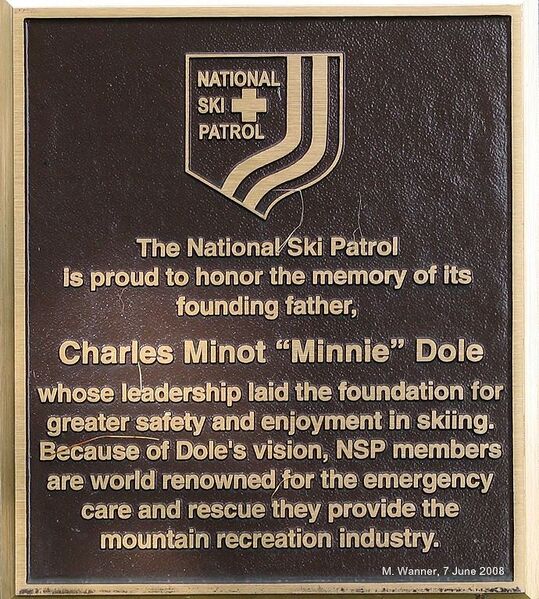 NATIONAL
SKI
PATROL
The National Ski Patrol
is proud to honor the memory of its
founding father,
Charles Minot “Minnie” Dole
whose leadership laid the foundation for
greater safety and enjoyment in skiing.
Because of Dole's vision, NSP members
are world renowned for the emergency
care and rescue they provide the
mountain recreation industry.
M. Wanner, 7 June 2008